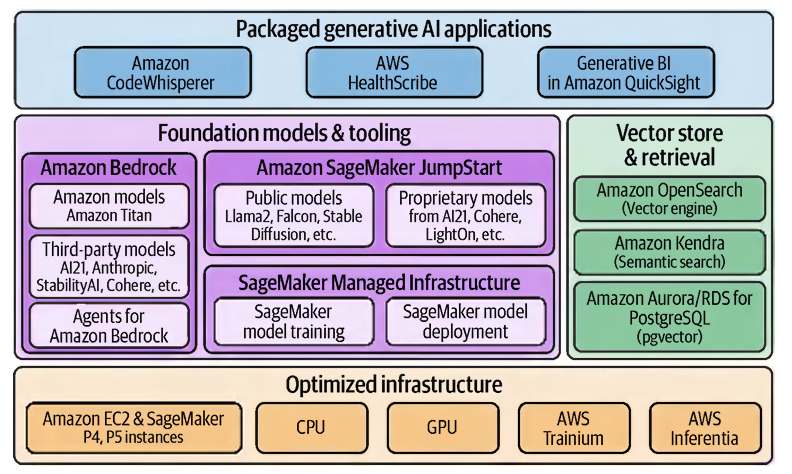 Packaged generative AI applications
Amazon
CodeWhisperer
AWS
HealthScribe
Generative BI
in Amazon QuickSight
Foundation models & tooling
Amazon Bedrock
Amazon models
Amazon Titan
Third-party models
AI21, Anthropic,
StabilityAI, Cohere, etc.
Agents for
Amazon Bedrock
Amazon SageMaker JumpStart
Public models
Llama2, Falcon, Stable
Diffusion, etc.
Proprietary models
from AI21, Cohere,
LightOn, etc.
SageMaker Managed Infrastructure
SageMaker
model training
SageMaker model
deployment
Vector store
& retrieval
Amazon OpenSearch
(Vector engine)
Amazon Kendra
(Semantic search)
Amazon Aurora/RDS for
PostgreSQL
(pgvector)
Optimized infrastructure
Amazon EC2 & SageMaker
P4, P5 instances
CPU
GPU
AWS
Trainium
AWS
Inferentia